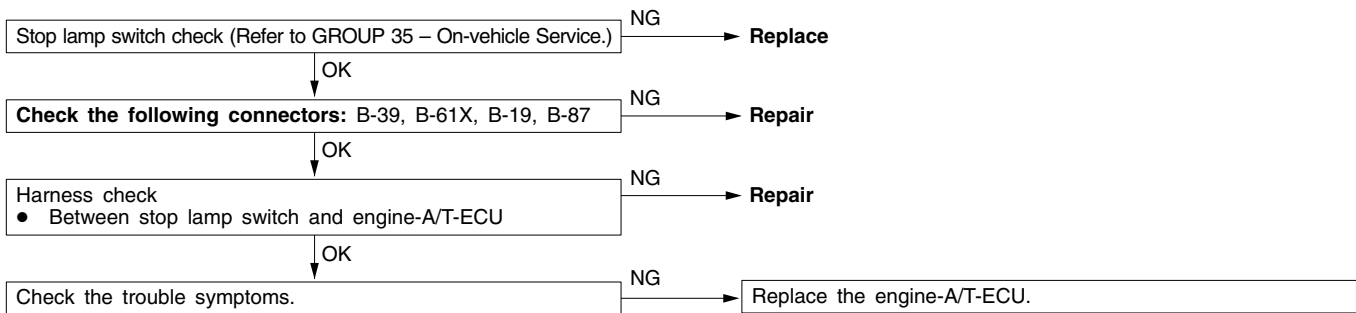 Stop lamp switch check (Refer to GROUP 35 – On-vehicle Service.)
NG
Replace
OK
Check the following connectors: B-39, B-61X, B-19, B-87
NG
Repair
OK
Harness check
● Between stop lamp switch and engine-A/T-ECU
NG
Repair
OK
Check the trouble symptoms.
NG
Replace the engine-A/T-ECU.